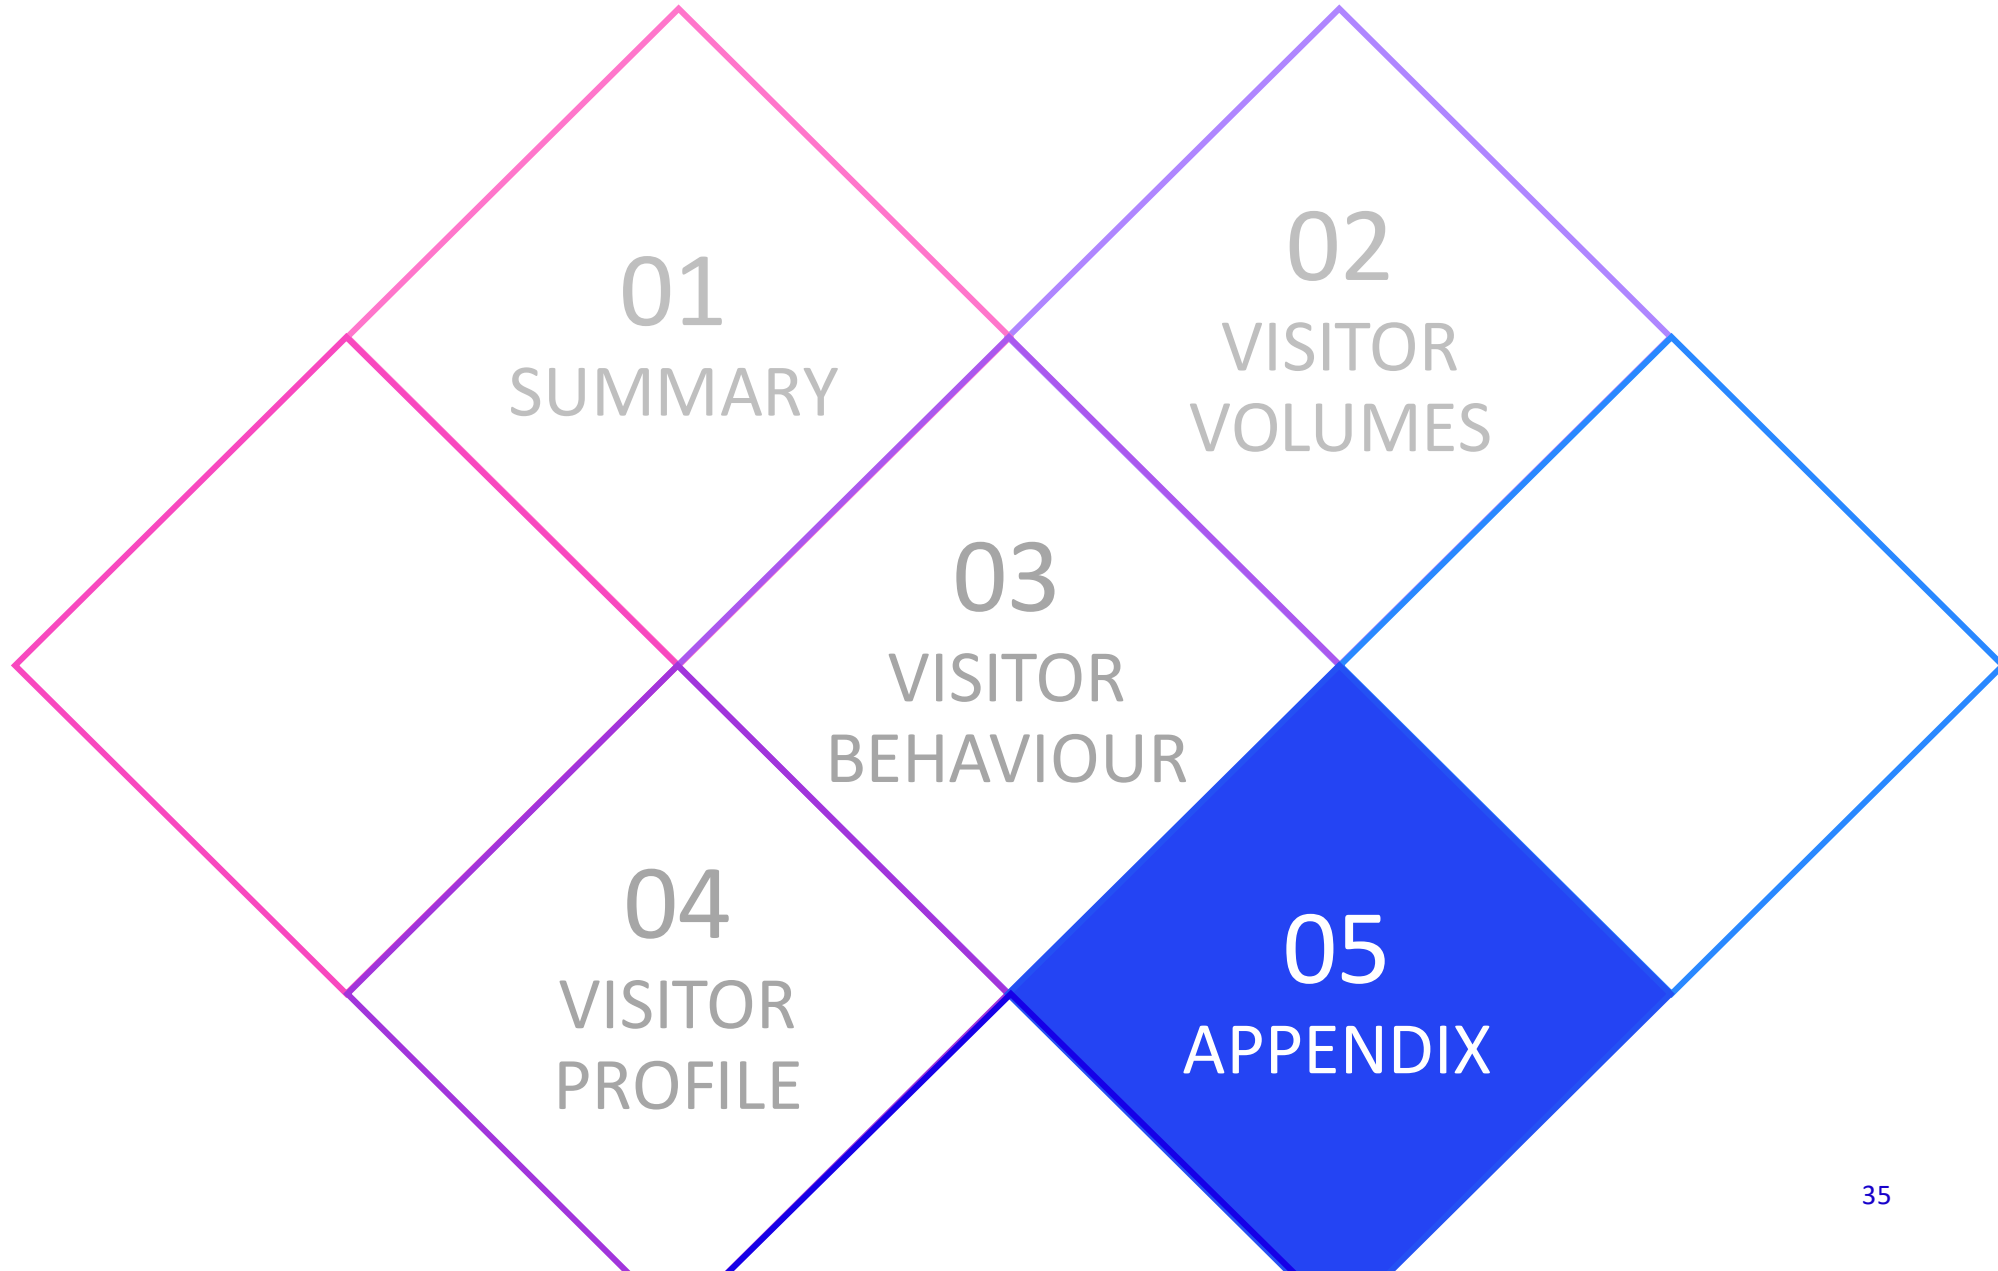 01
SUMMARY
02
VISITOR
VOLUMES
03
VISITOR
BEHAVIOUR
04
VISITOR
PROFILE
05
APPENDIX
35